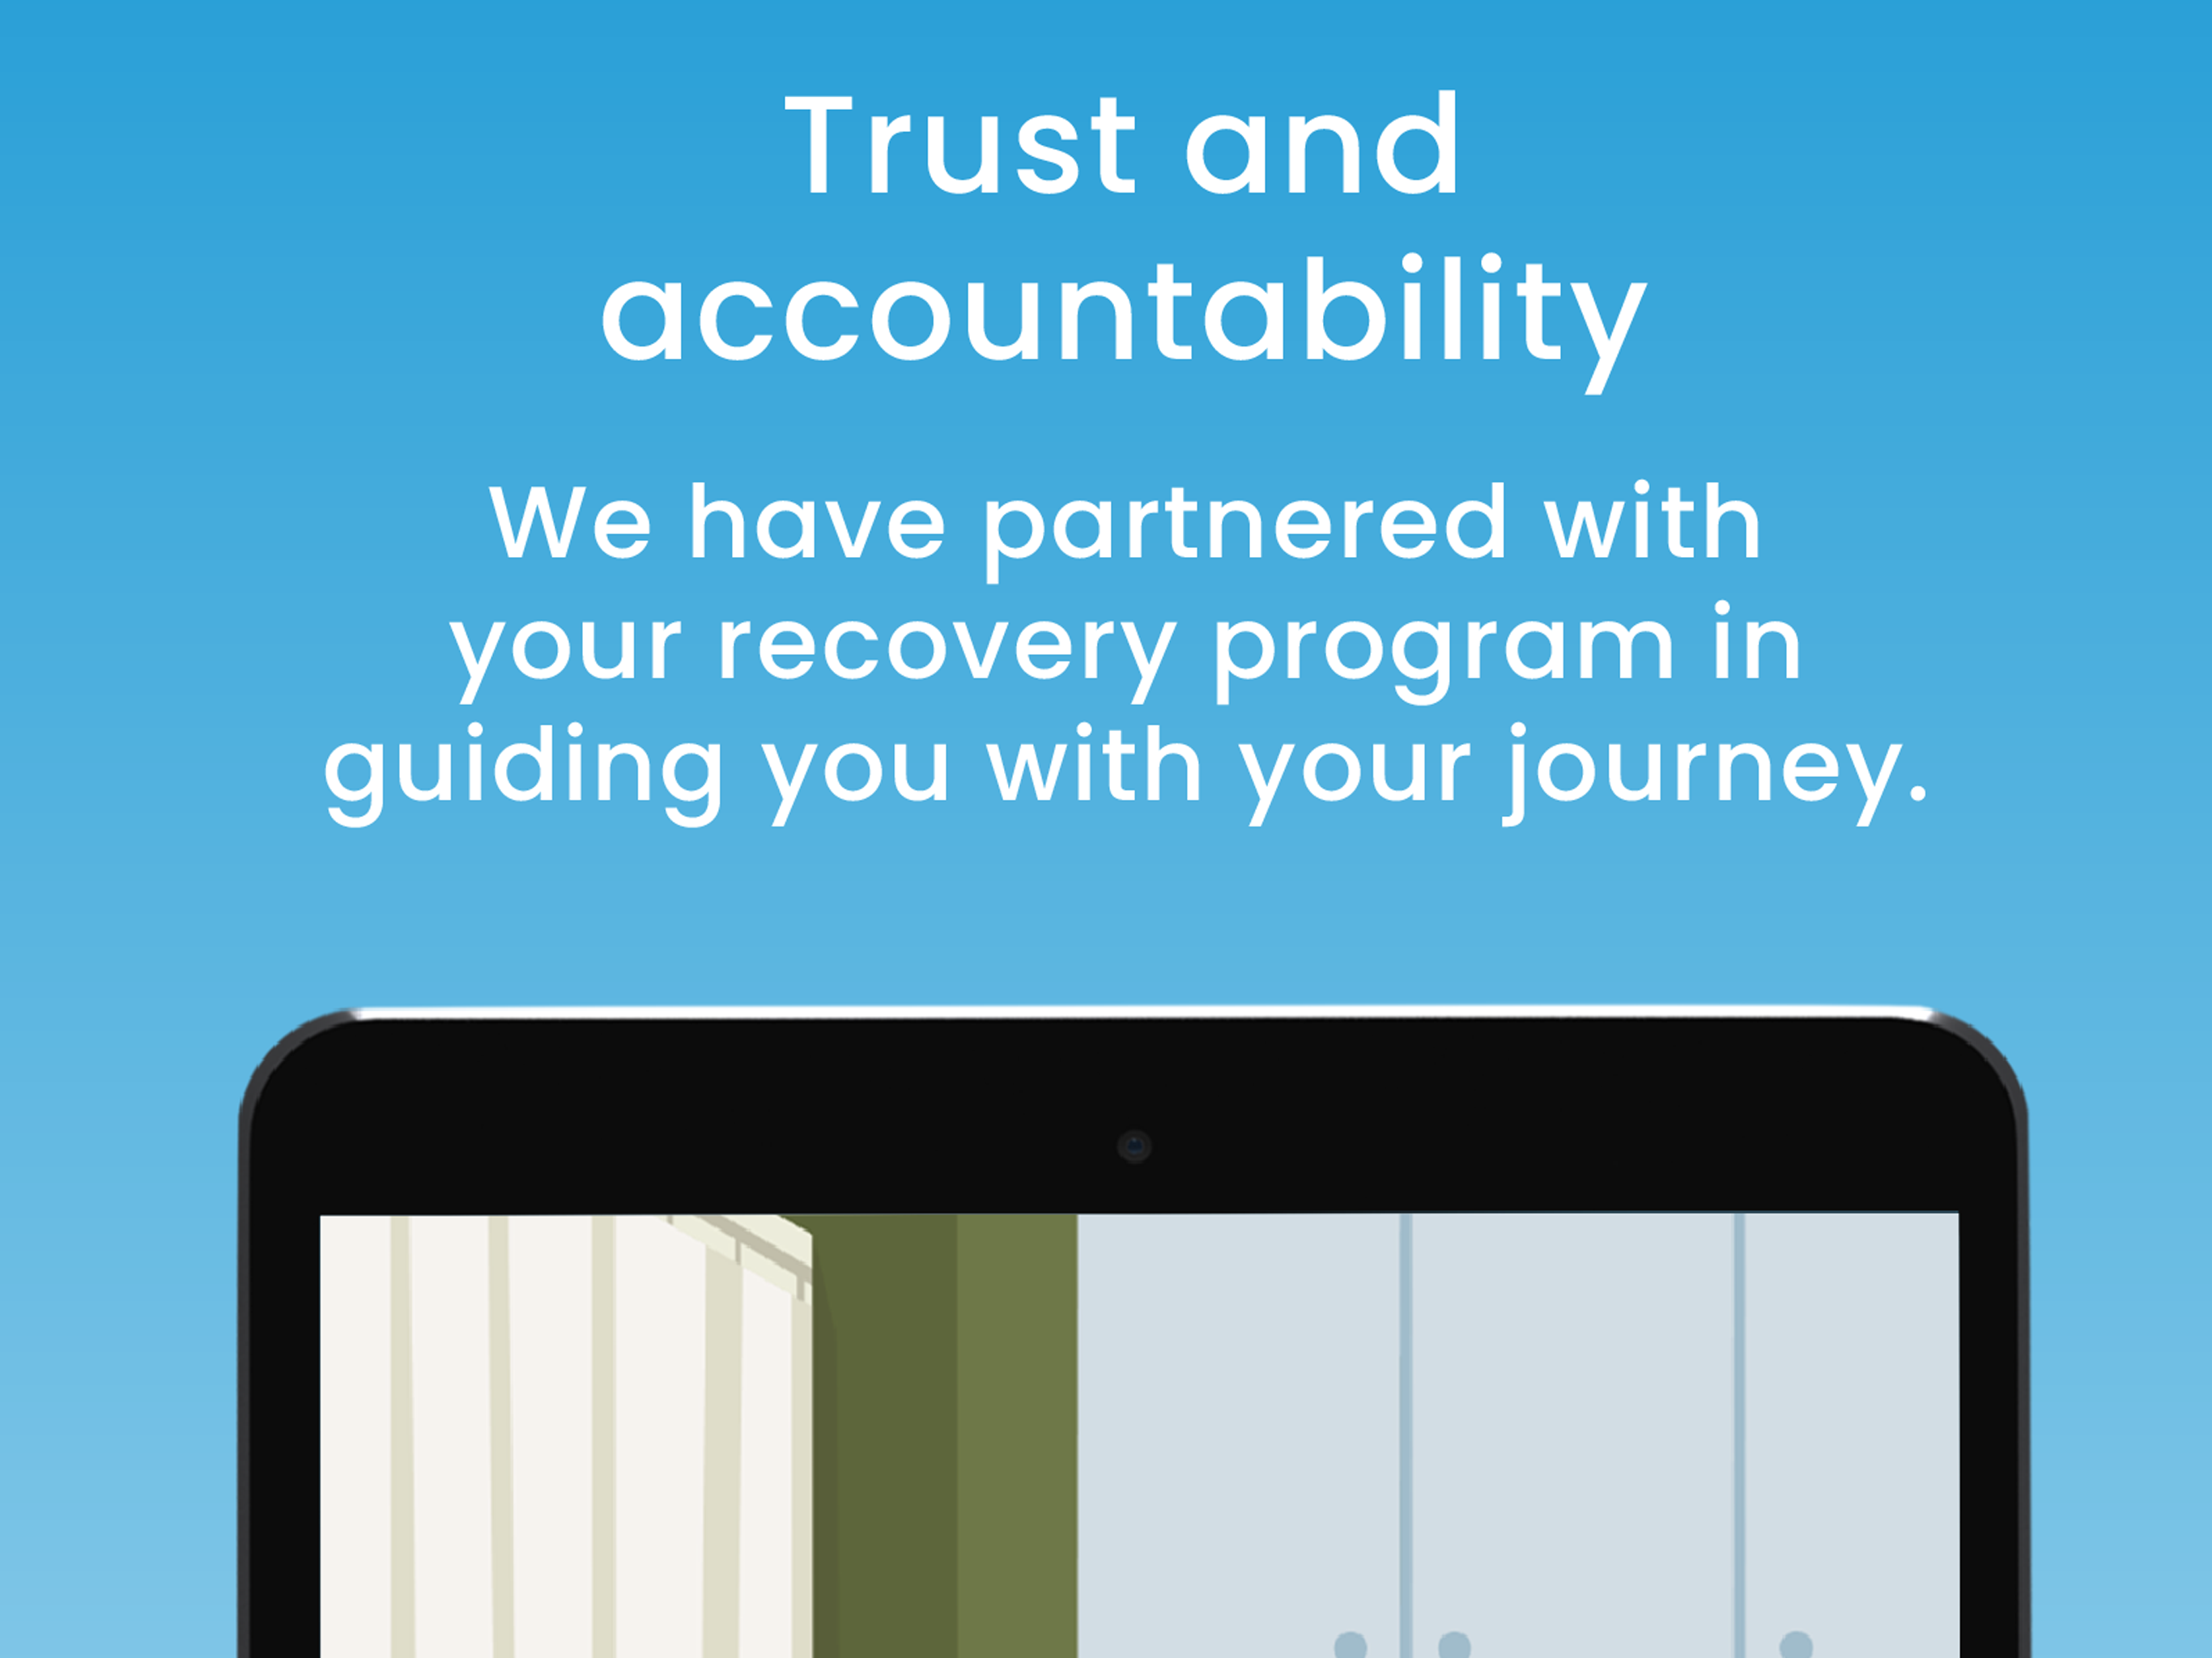 Trust and
accountability
We have partnered with
your recovery program in
guiding you with your journey.